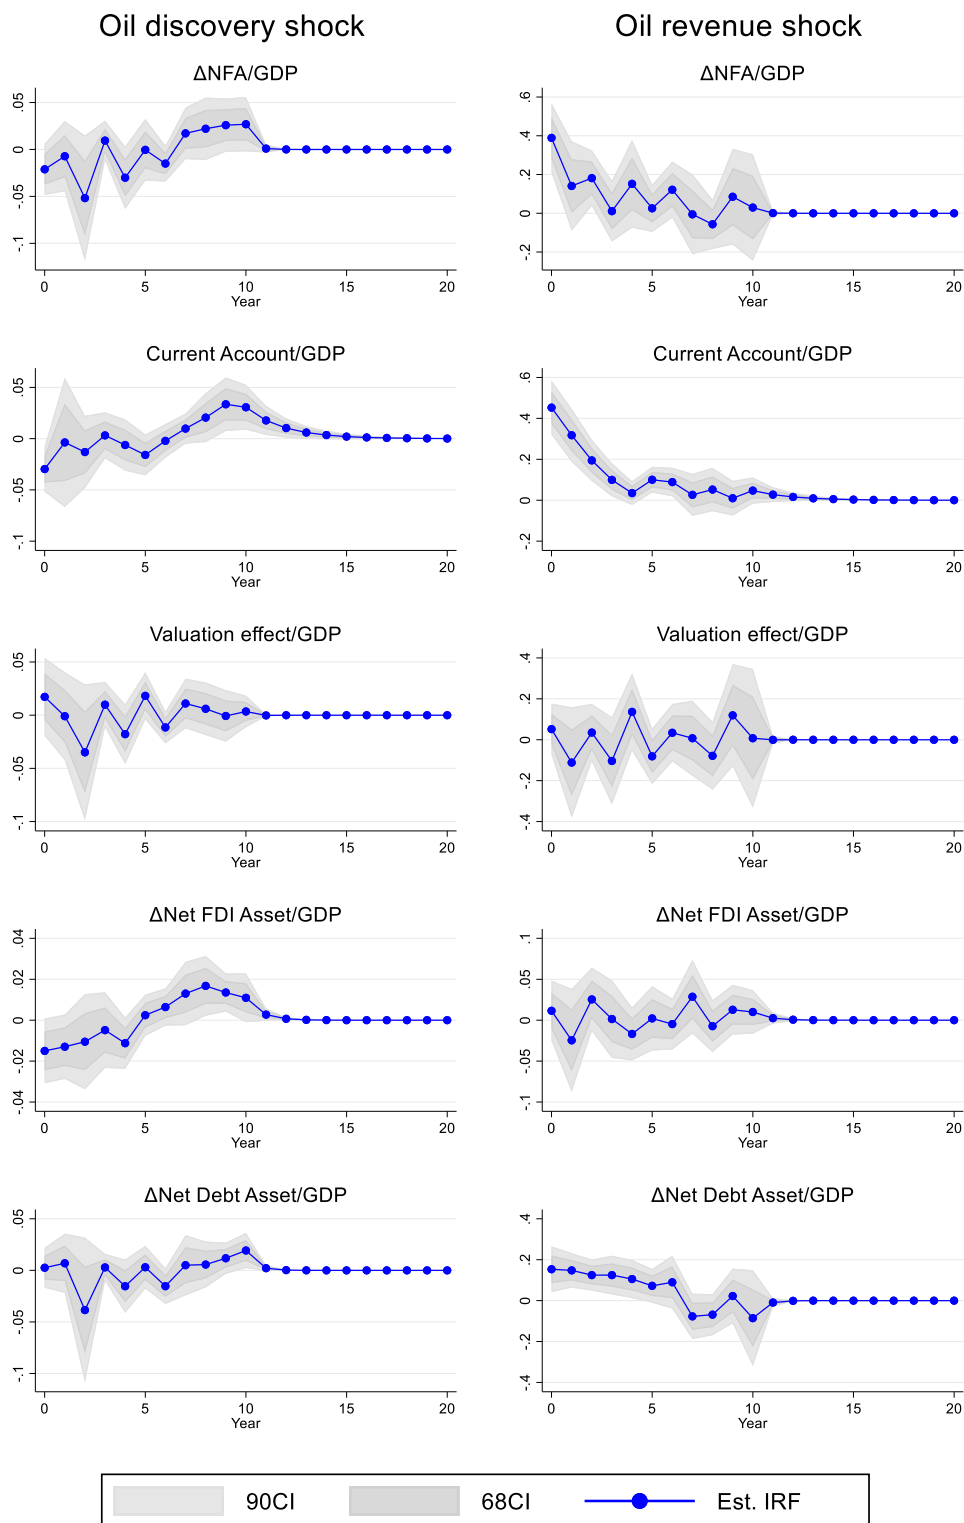 Oil discovery shock
Oil revenue shock
ΔNFA/GDP
.05
0
-.05
-.1
0 5 10 15 20
Year
ΔNFA/GDP
.6
.4
.2
0
-.2
0 5 10 15 20
Year
Current Account/GDP
.05
0
-.05
-.1
0 5 10 15 20
Year
Current Account/GDP
.6
.4
.2
0
-.2
0 5 10 15 20
Year
Valuation effect/GDP
.05
0
-.05
-.1
0 5 10 15 20
Year
Valuation effect/GDP
.4
.2
0
-.2
-.4
0 5 10 15 20
Year
ΔNet FDI Asset/GDP
.04
.02
0
-.02
-.04
0 5 10 15 20
Year
ΔNet FDI Asset/GDP
.1
.05
0
-.05
-.1
0 5 10 15 20
Year
ΔNet Debt Asset/GDP
.05
0
-.05
-.1
0 5 10 15 20
Year
ΔNet Debt Asset/GDP
.4
.2
0
-.2
-.4
0 5 10 15 20
Year
90CI 68CI Est. IRF